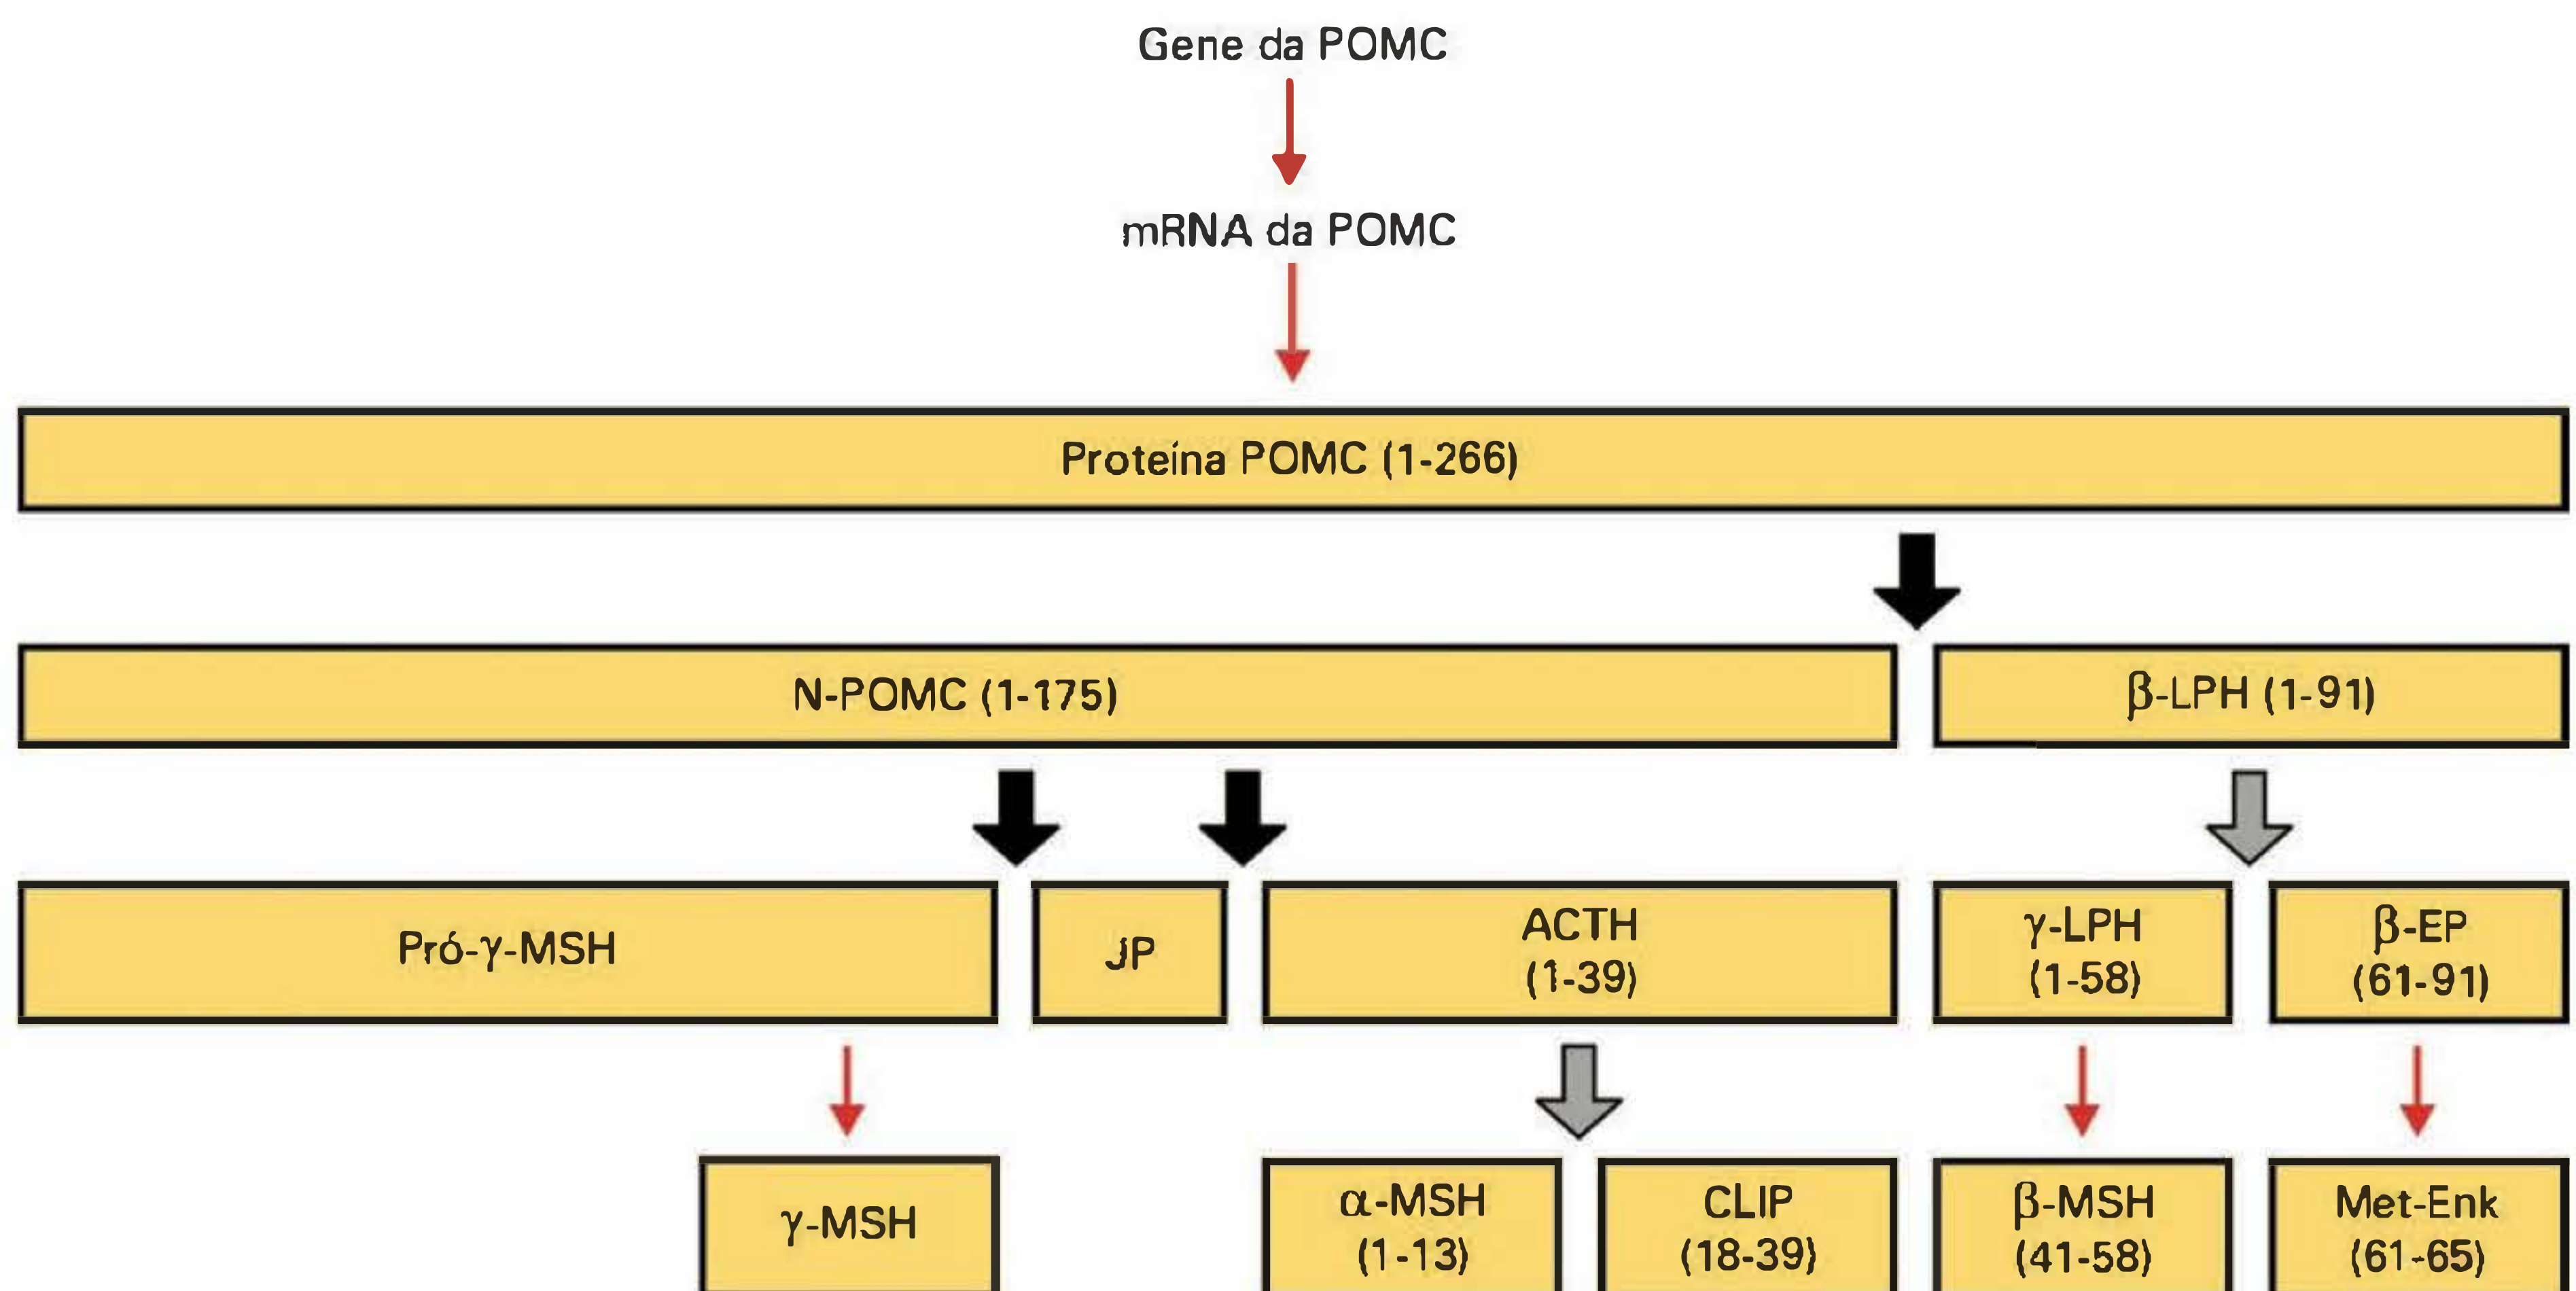 Gene da POMC
mRNA da POMC
Proteína POMC (1-266)
N-POMC (1-175)
β-LPH (1-91)
Pró-γ-MSH
JP
ACTH
(1-39)
γ-LPH
(1-58)
β-EP
(61-91)
γ-MSH
α-MSH
(1-13)
CLIP
(18-39)
β-MSH
(41-58)
Met-Enk
(61-65)